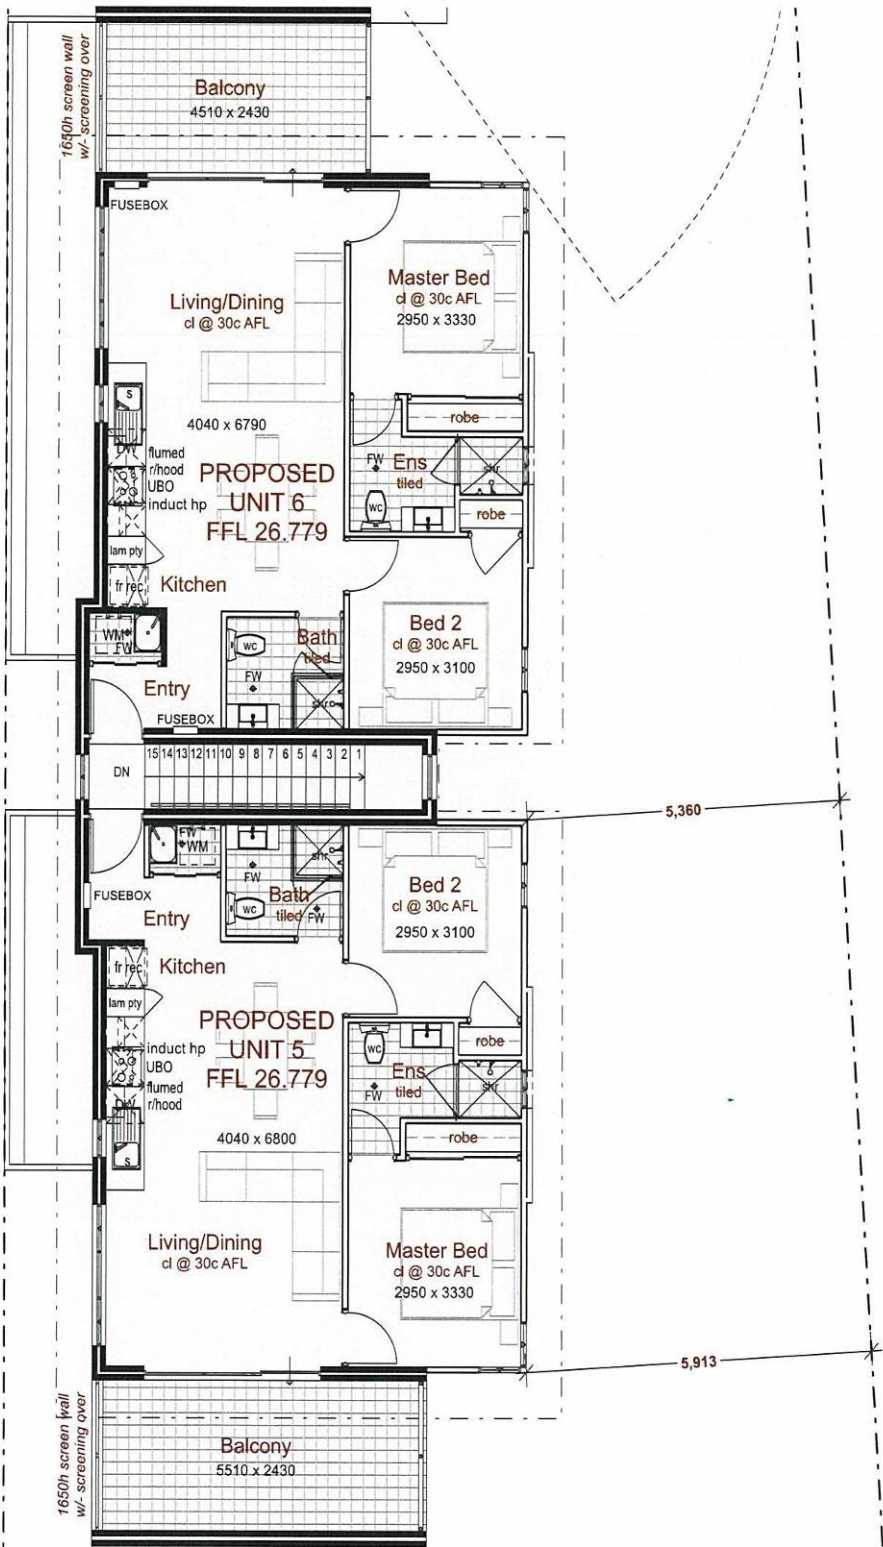 1650h screen wall
w/- screening over
Balcony
4510 x 2430
FUSEBOX
Living/Dining
cl @ 30c AFL
Master Bed
cl @ 30c AFL
2950 x 3330
S
4040 x 6790
robe
DW
flumed
r/hood
UBO
induct hp
PROPOSED
UNIT 6
FFL 26.779
FW
Ens
tiled
shr
WC
robe
lam pty
fr rec
Kitchen
WM
FW
WC
Bath
tiled
Bed 2
cl @ 30c AFL
2950 x 3100
FW
shr
Entry
FUSEBOX
DN
15 14 13 12 11 10 9 8 7 6 5 4 3 2 1
5,360
FW
WM
FW
shr
Bed 2
cl @ 30c AFL
2950 x 3100
FUSEBOX
Entry
WC
Bath
tiled
FW
fr rec
Kitchen
lam pty
PROPOSED
UNIT 5
FFL 26.779
induct hp
UBO
flumed
r/hood
DW
WC
Ens
tiled
FW
robe
shr
S
4040 x 6800
robe
Living/Dining
cl @ 30c AFL
Master Bed
cl @ 30c AFL
2950 x 3330
5,913
1650h screen wall
w/- screening over
Balcony
5510 x 2430